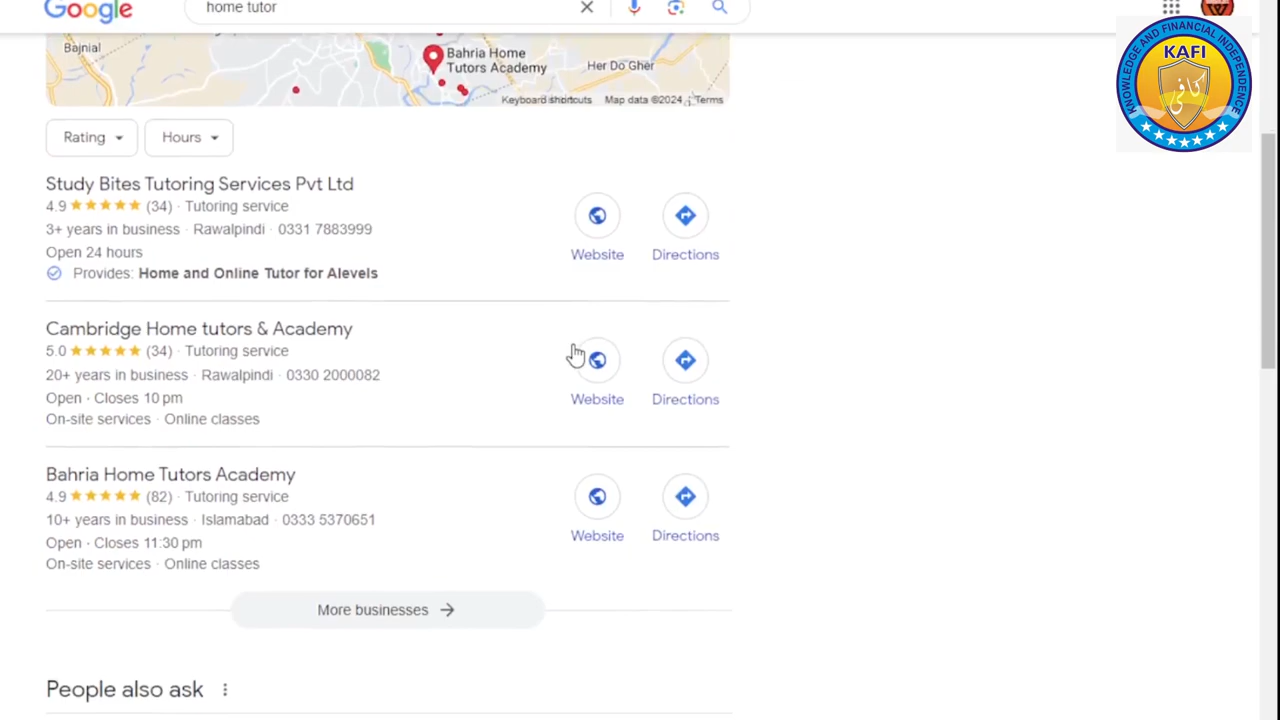 Google
home tutor
Bajnial
Bahria Home
Tutors Academy
Her Do Gher
Keyboard shortcuts Map data ©2024 Terms
Rating
Hours
Study Bites Tutoring Services Pvt Ltd
4.9 (34) · Tutoring service
3+ years in business · Rawalpindi · 0331 7883999
Open 24 hours
Provides: Home and Online Tutor for Alevels
Website
Directions
Cambridge Home tutors & Academy
5.0 (34) · Tutoring service
20+ years in business · Rawalpindi · 0330 2000082
Open · Closes 10 pm
On-site services · Online classes
Website
Directions
Bahria Home Tutors Academy
4.9 (82) · Tutoring service
10+ years in business · Islamabad · 0333 5370651
Open · Closes 11:30 pm
On-site services · Online classes
Website
Directions
More businesses
People also ask
KNOWLEDGE AND FINANCIAL INDEPENDENCE
KAFI
کافی